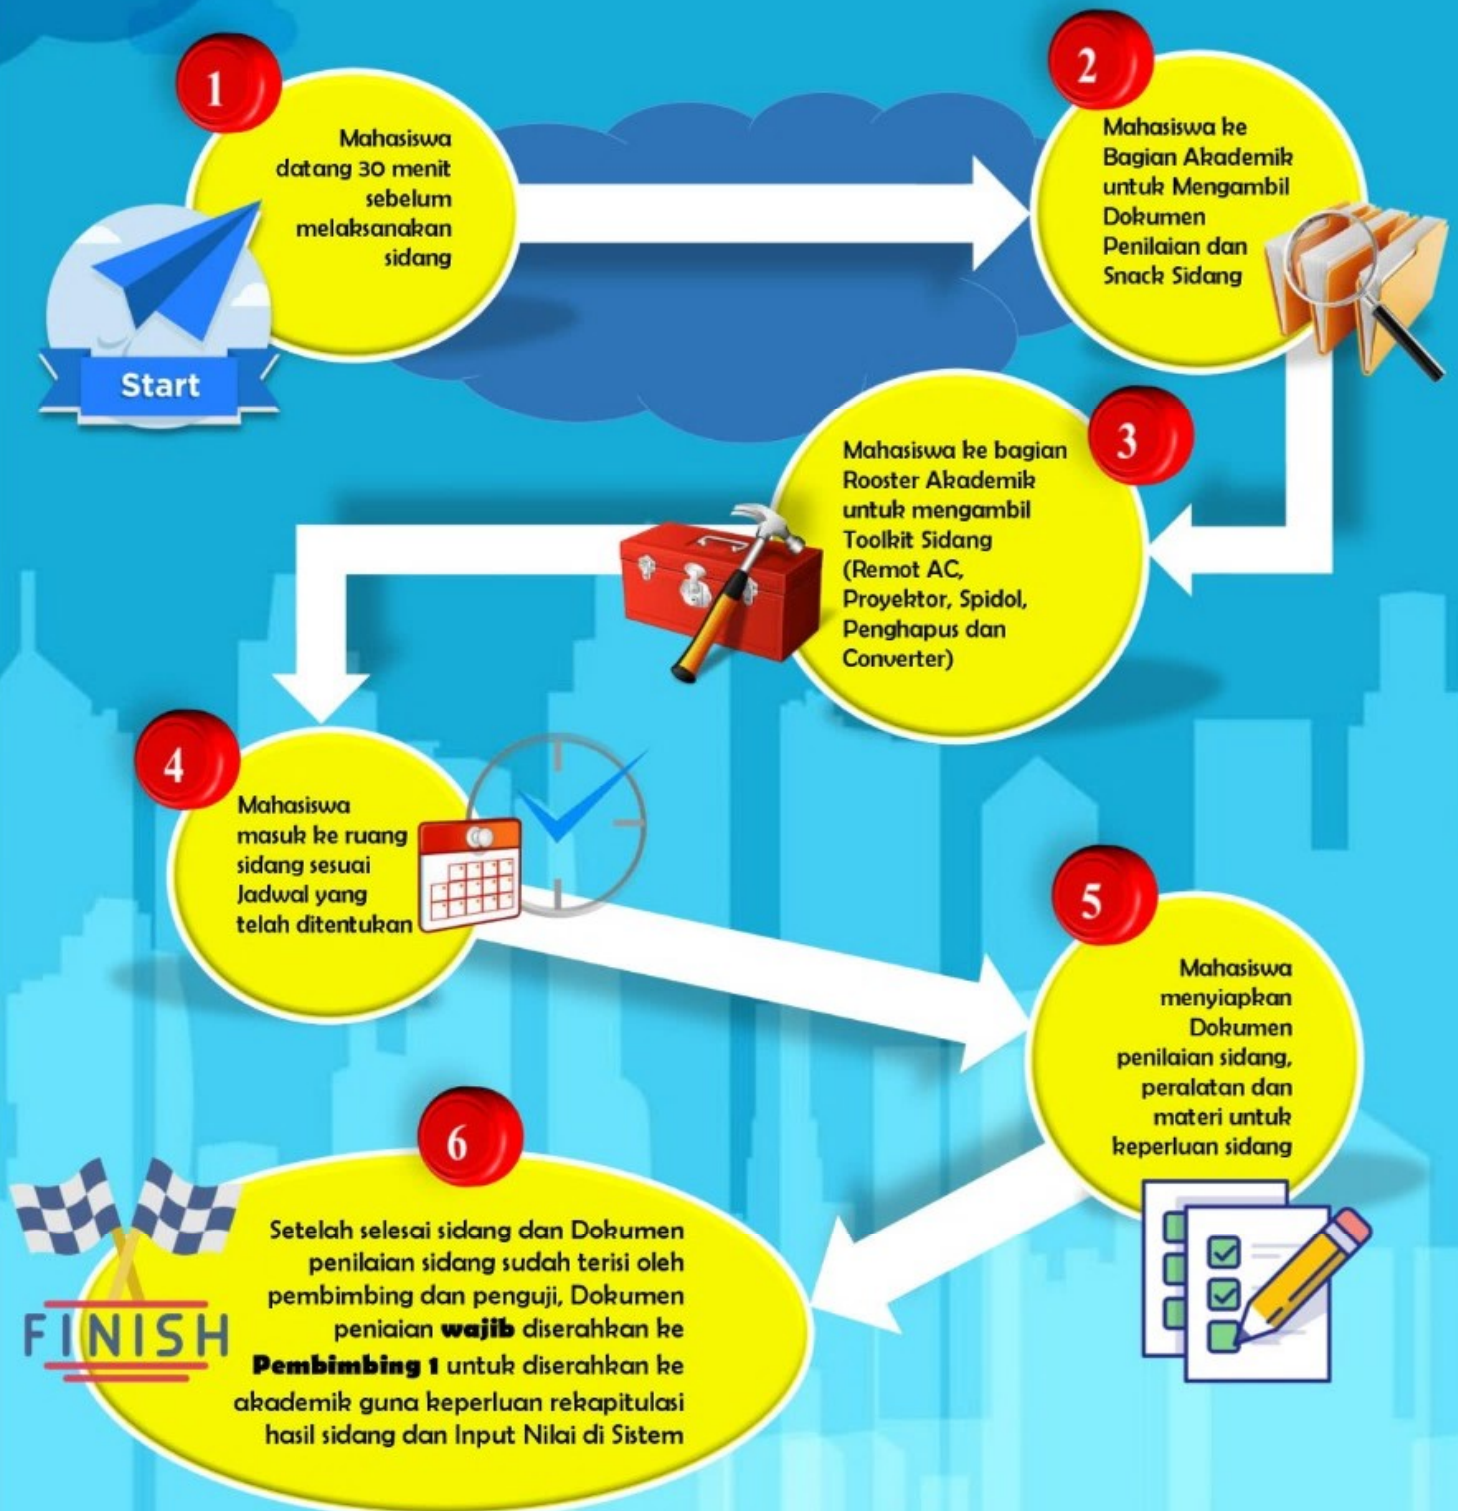 1
Mahasiswa
datang 30 menit
sebelum
melaksanakan
sidang
Start
2
Mahasiswa ke
Bagian Akademik
untuk Mengambil
Dokumen
Penilaian dan
Snack Sidang
3
Mahasiswa ke bagian
Rooster Akademik
untuk mengambil
Toolkit Sidang
(Remot AC,
Proyektor, Spidol,
Penghapus dan
Converter)
4
Mahasiswa
masuk ke ruang
sidang sesuai
Jadwal yang
telah ditentukan
5
Mahasiswa
menyiapkan
Dokumen
penilaian sidang,
peralatan dan
materi untuk
keperluan sidang
6
Setelah selesai sidang dan Dokumen
penilaian sidang sudah terisi oleh
pembimbing dan penguji, Dokumen
peniaian wajib diserahkan ke
Pembimbing 1 untuk diserahkan ke
akademik guna keperluan rekapitulasi
hasil sidang dan Input Nilai di Sistem
FINISH